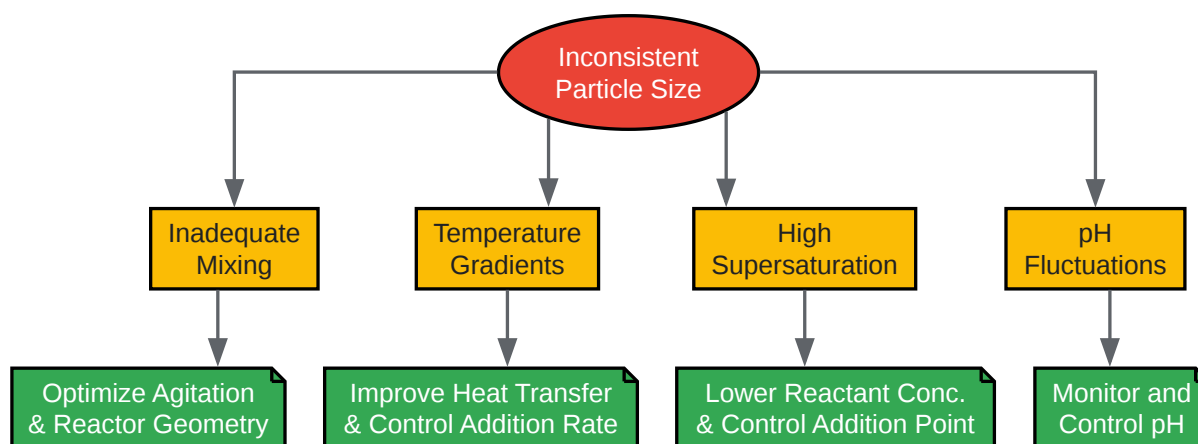 Inconsistent
Particle Size
Inadequate
Mixing
Temperature
Gradients
High
Supersaturation
pH
Fluctuations
Optimize Agitation
& Reactor Geometry
Improve Heat Transfer
& Control Addition Rate
Lower Reactant Conc.
& Control Addition Point
Monitor and
Control pH